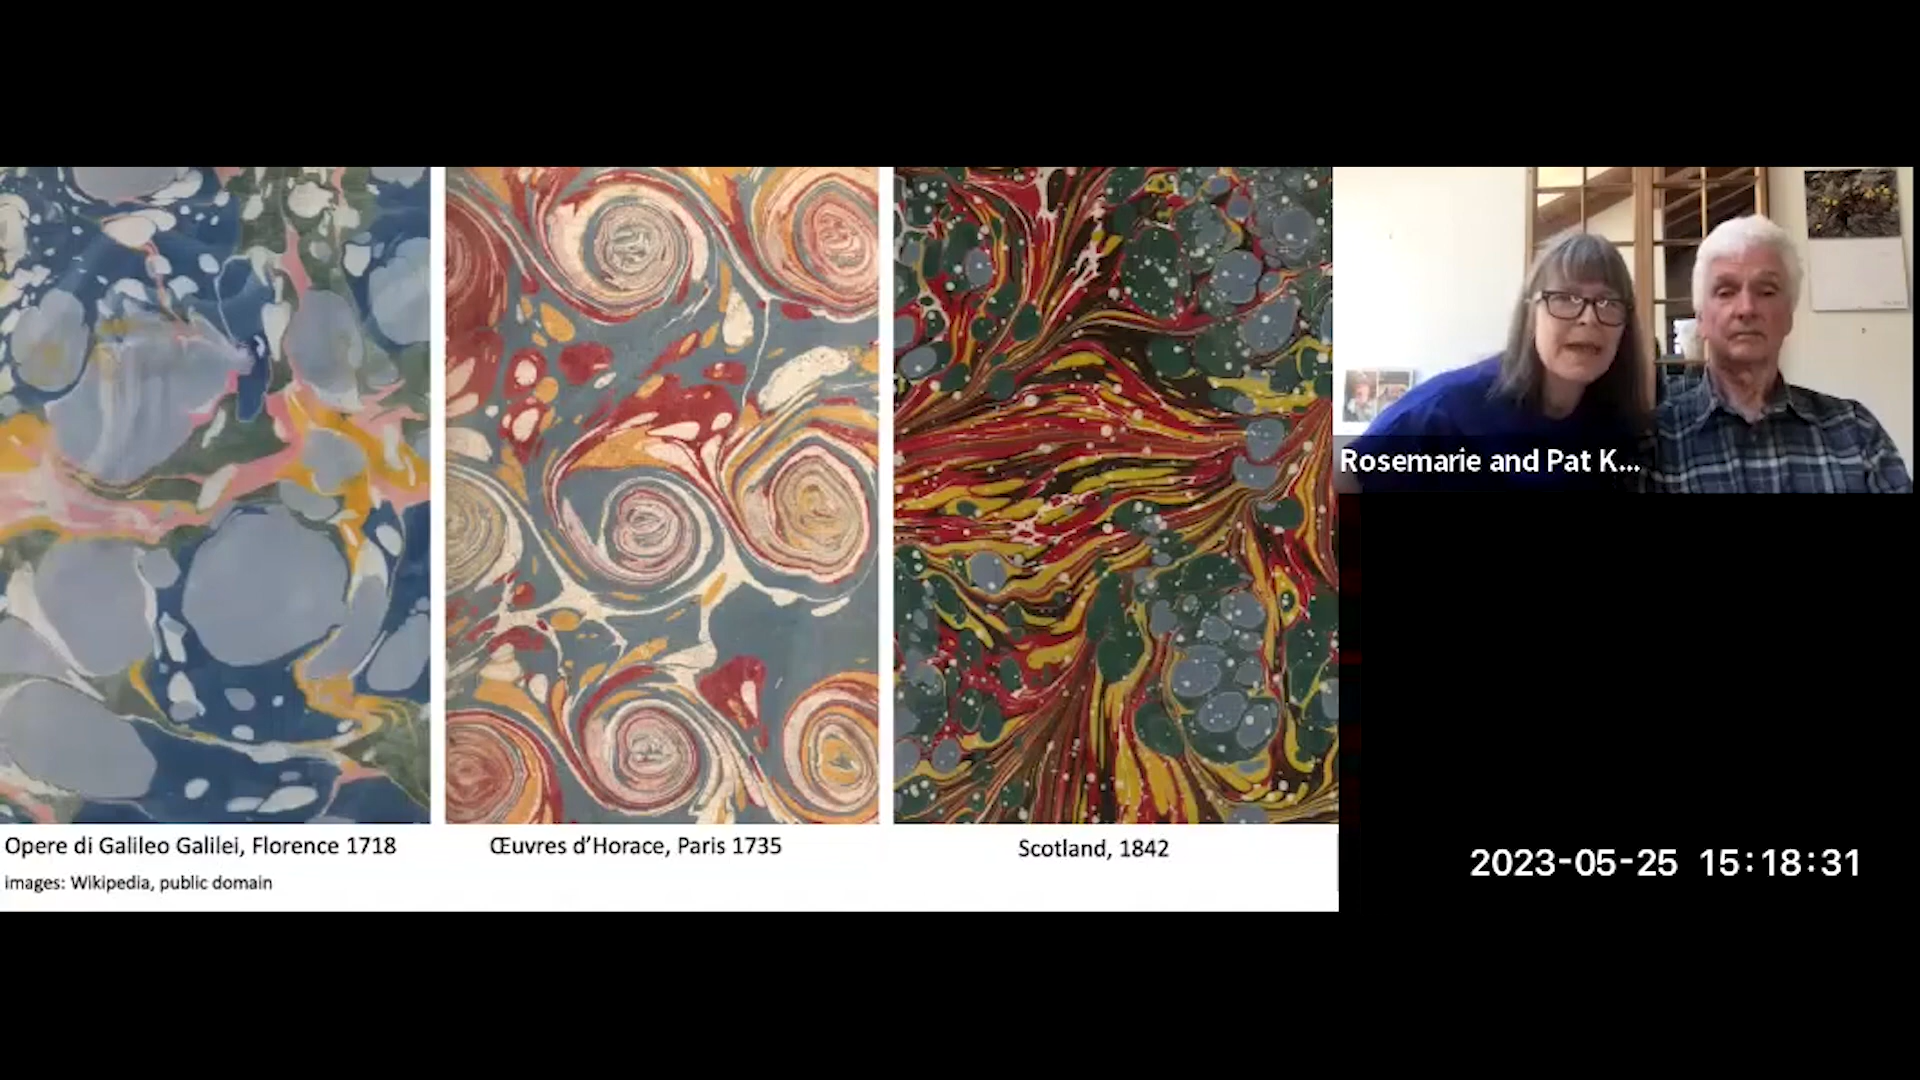 Rosemarie and Pat K...
Opere di Galileo Galilei, Florence 1718
Œuvres d'Horace, Paris 1735
Scotland, 1842
images: Wikipedia, public domain
2023-05-25 15:18:31